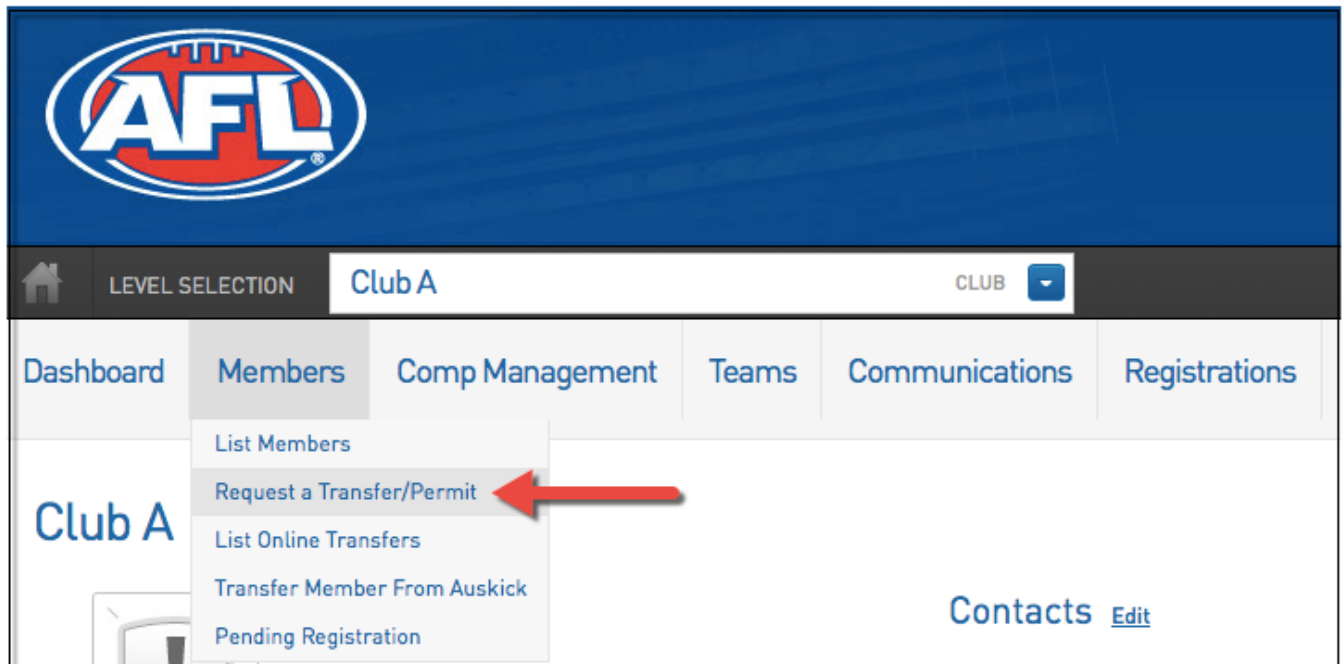 AFL
®
LEVEL SELECTION Club A CLUB
Dashboard Members Comp Management Teams Communications Registrations
List Members
Request a Transfer/Permit
List Online Transfers
Transfer Member From Auskick
Pending Registration
Club A
Contacts Edit